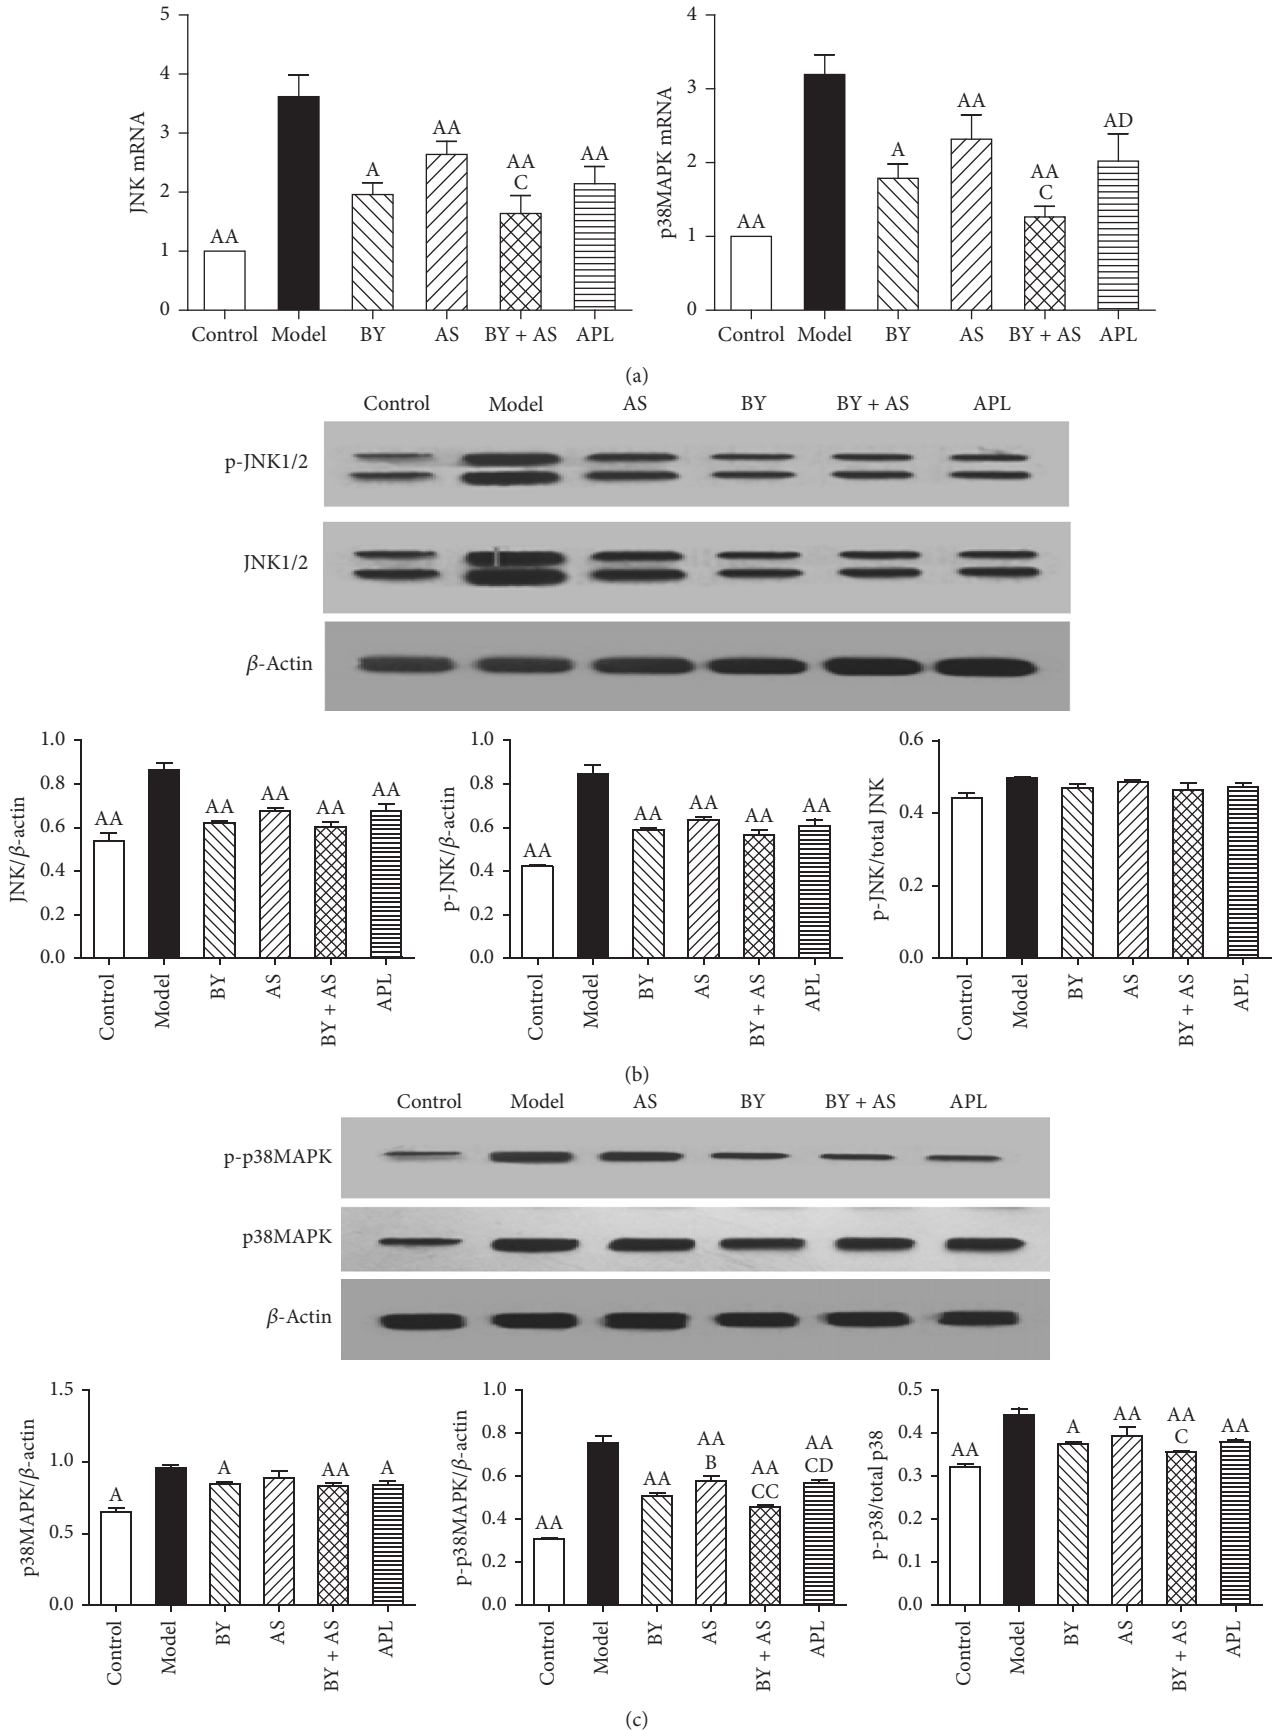 5
4
3
2
1
0
JNK mRNA
AA
A
AA
AA
C
AA
Control
Model
BY
AS
BY + AS
APL
4
3
2
1
0
p38MAPK mRNA
AA
A
AA
AA
C
AD
Control
Model
BY
AS
BY + AS
APL
(a)
Control
Model
AS
BY
BY + AS
APL
p-JNK1/2
JNK1/2
β-Actin
1.0
0.8
0.6
0.4
0.2
0.0
JNK/β-actin
AA
AA
AA
AA
AA
Control
Model
BY
AS
BY + AS
APL
1.0
0.8
0.6
0.4
0.2
0.0
p-JNK/β-actin
AA
AA
AA
AA
AA
Control
Model
BY
AS
BY + AS
APL
0.6
0.4
0.2
0.0
p-JNK/total JNK
Control
Model
BY
AS
BY + AS
APL
(b)
Control
Model
AS
BY
BY + AS
APL
p-p38MAPK
p38MAPK
β-Actin
1.5
1.0
0.5
0.0
p38MAPK/β-actin
A
A
AA
A
Control
Model
BY
AS
BY + AS
APL
1.0
0.8
0.6
0.4
0.2
0.0
p-p38MAPK/β-actin
AA
AA
AA
B
AA
CC
AA
CD
Control
Model
BY
AS
BY + AS
APL
0.5
0.4
0.3
0.2
0.1
0.0
p-p38/total p38
AA
A
AA
AA
C
AA
Control
Model
BY
AS
BY + AS
APL
(c)